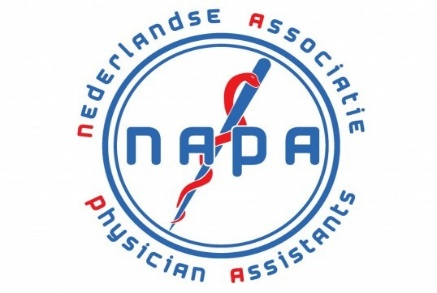 nederlandse Associatie
napa
physician Assistants